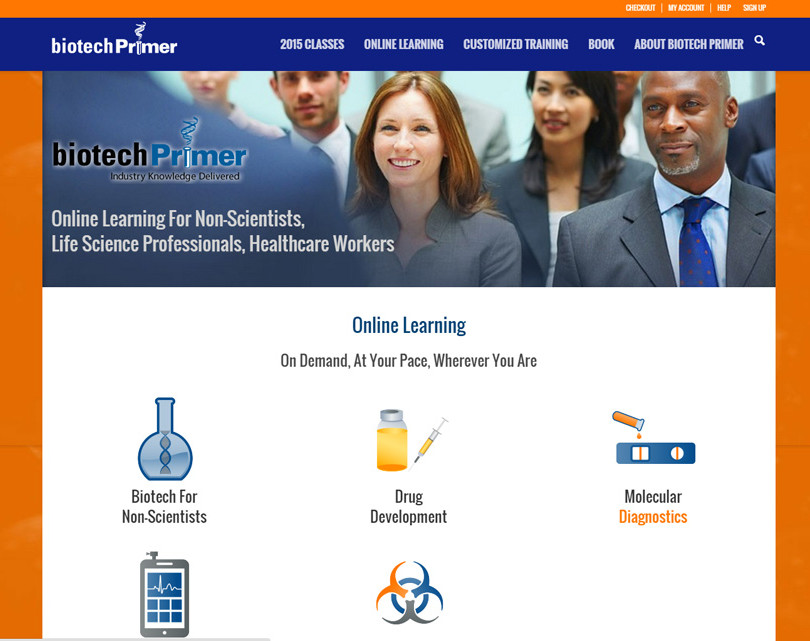 CHECKOUT | MY ACCOUNT | HELP SIGN UP
biotechPrimer
2015 CLASSES ONLINE LEARNING CUSTOMIZED TRAINING BOOK ABOUT BIOTECH PRIMER
biotechPrimer
Industry Knowledge Delivered
Online Learning For Non-Scientists,
Life Science Professionals, Healthcare Workers
Online Learning
On Demand, At Your Pace, Wherever You Are
Biotech For
Non-Scientists
Drug
Development
Molecular
Diagnostics